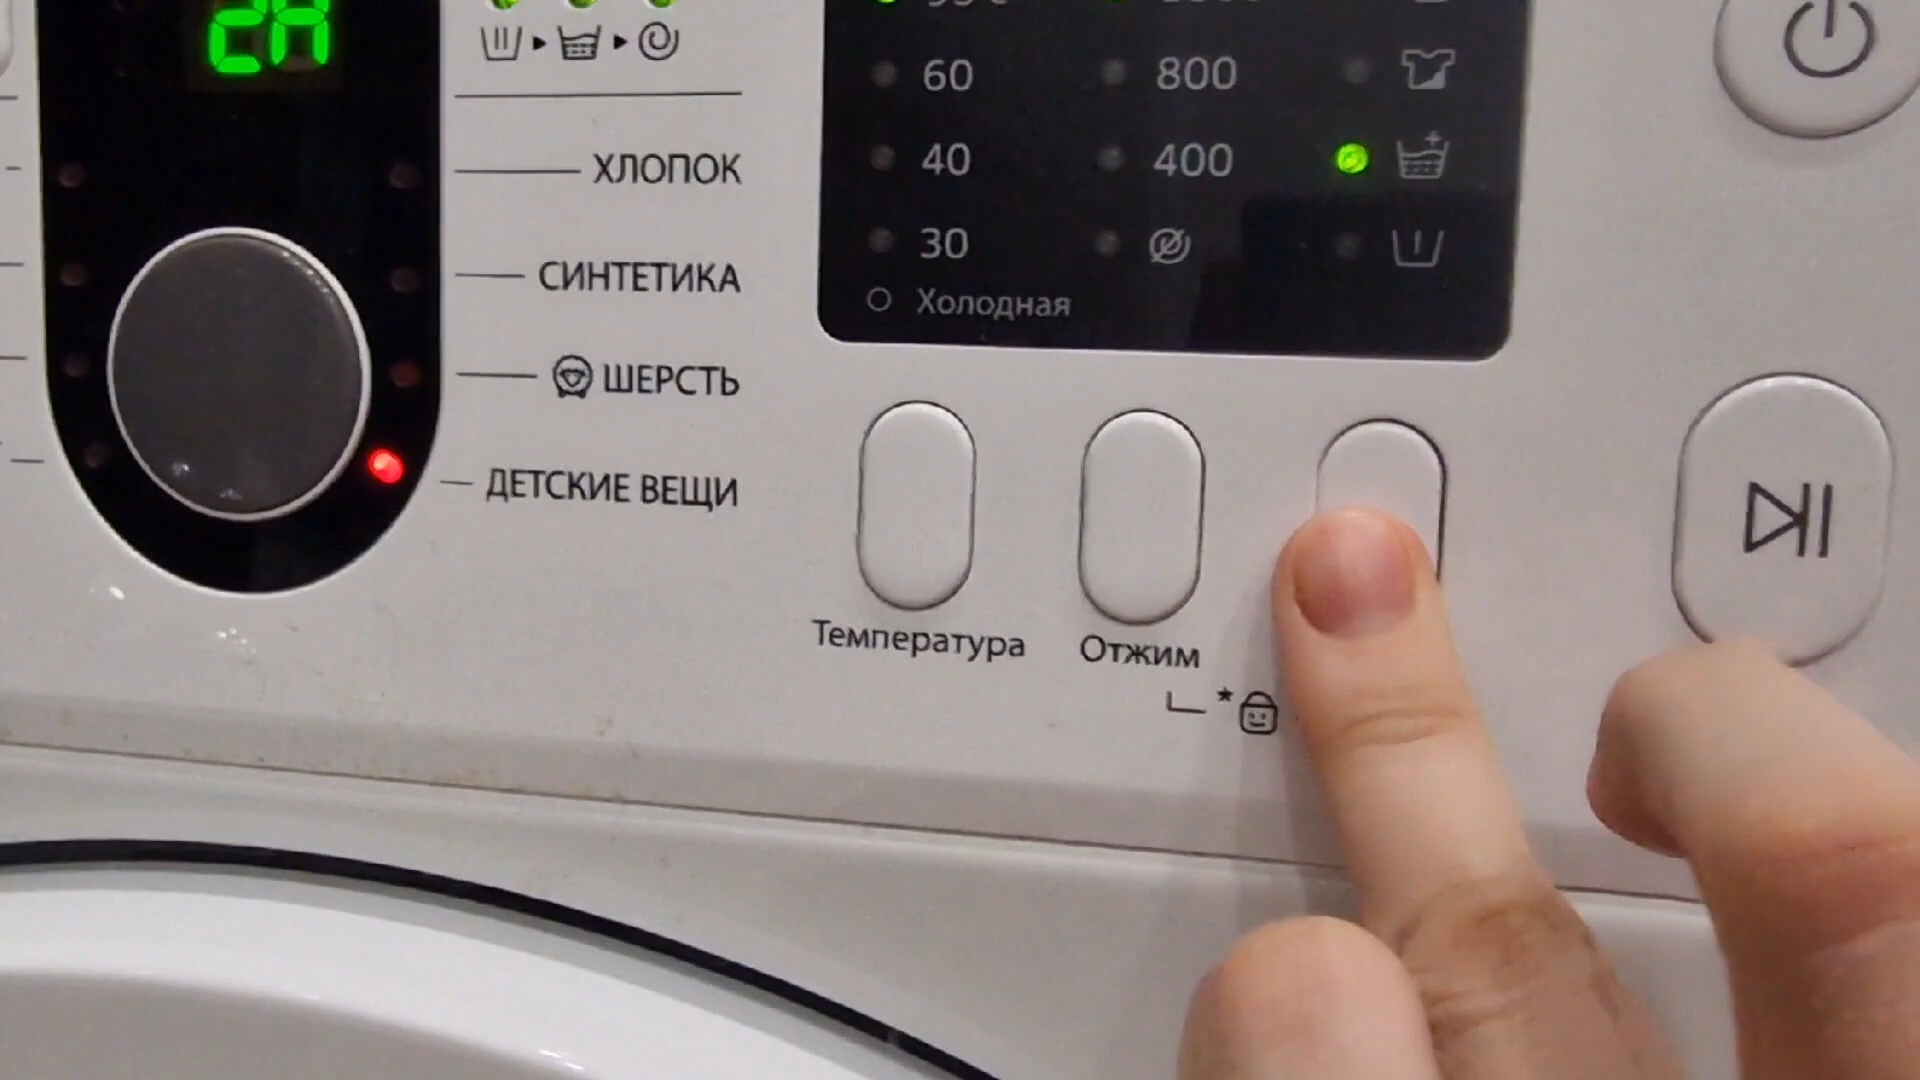 60 800
ХЛОПОК
40 400
СИНТЕТИКА
30
Холодная
ШЕРСТЬ
ДЕТСКИЕ ВЕЩИ
Температура
Отжим